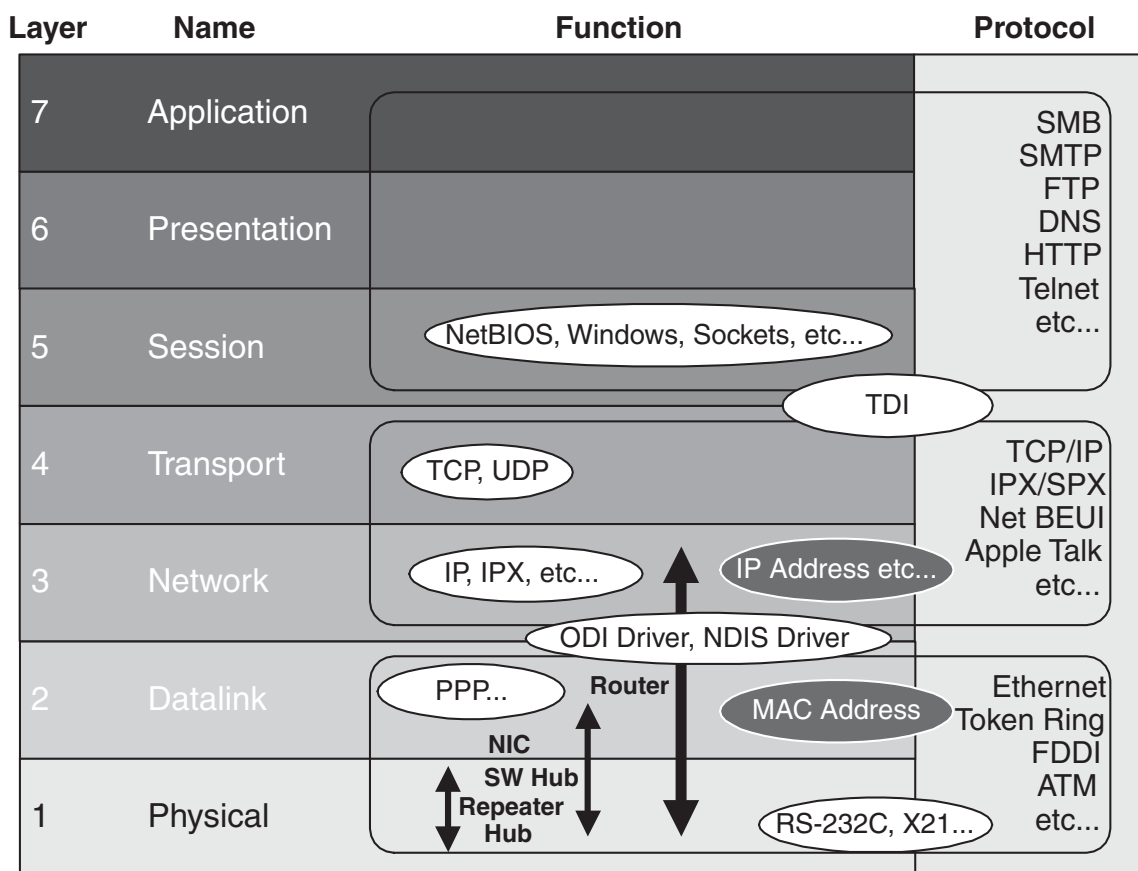 Layer Name Function Protocol
7 Application
SMB
SMTP
FTP
DNS
HTTP
Telnet
etc...
6 Presentation
5 Session
NetBIOS, Windows, Sockets, etc...
TDI
4 Transport
TCP, UDP
TCP/IP
IPX/SPX
Net BEUI
Apple Talk
etc...
3 Network
IP, IPX, etc...
IP Address etc...
ODI Driver, NDIS Driver
2 Datalink
PPP...
Router
MAC Address
Ethernet
Token Ring
FDDI
ATM
etc...
NIC
SW Hub
Repeater
Hub
1 Physical
RS-232C, X21...